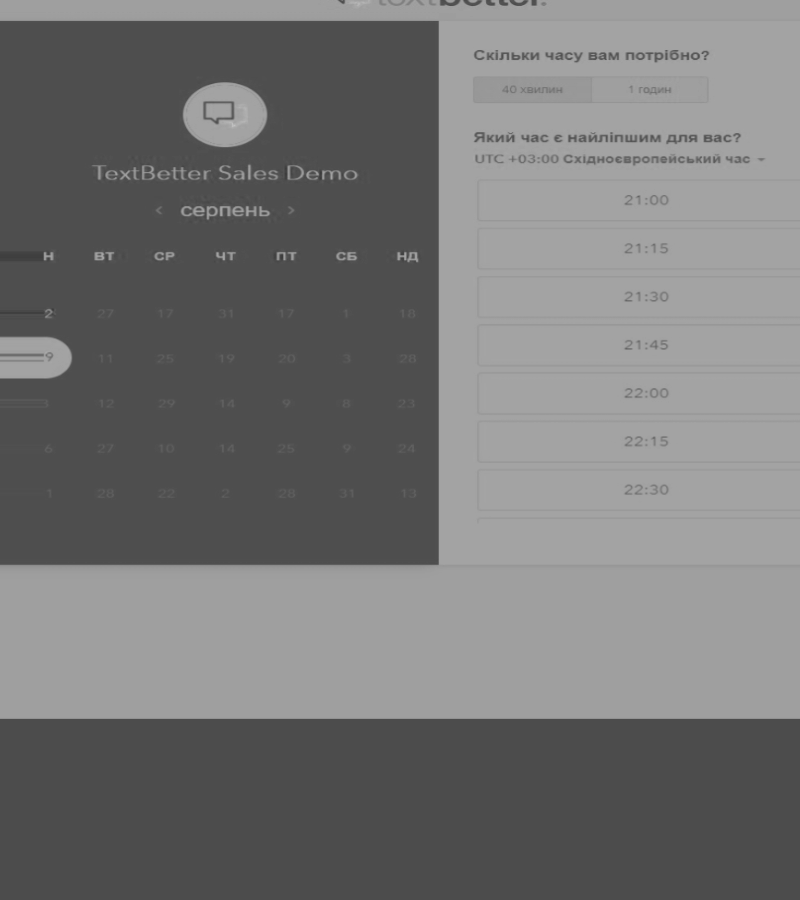 textbetter.
TextBetter Sales Demo
‹ серпень ›
Н ВТ СР ЧТ ПТ СБ НД
2 27 17 31 17 1 18
9 11 25 19 20 3 28
12 29 14 9 8 23
6 27 10 14 25 9 24
1 28 22 2 28 31 13
Скільки часу вам потрібно?
40 хвилин 1 годин
Який час є найліпшим для вас?
UTC +03:00 Східноєвропейський час
21:00
21:15
21:30
21:45
22:00
22:15
22:30